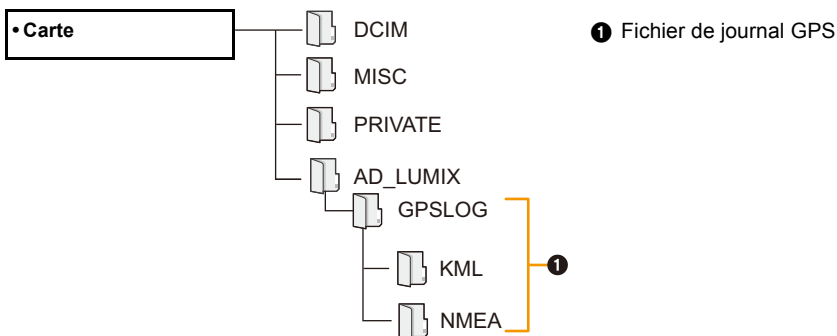 • Carte
DCIM
MISC
PRIVATE
AD_LUMIX
GPSLOG
KML
NMEA
❶
❶ Fichier de journal GPS